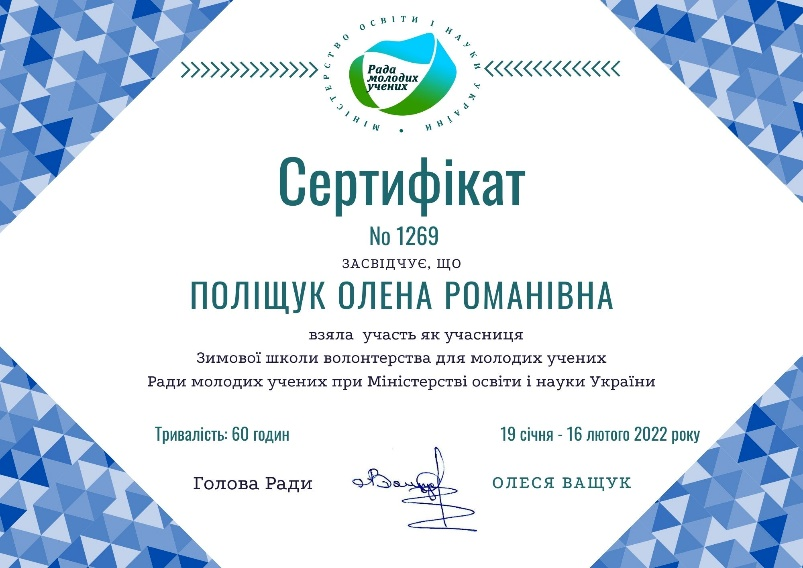 МІНІСТЕРСТВО ОСВІТИ І НАУКИ УКРАЇНИ
Рада
молодих
учених
Сертифікат
No 1269
ЗАСВІДЧУЄ, ЩО
ПОЛІЩУК ОЛЕНА РОМАНІВНА
взяла участь як учасниця
Зимової школи волонтерства для молодих учених
Ради молодих учених при Міністерстві освіти і науки України
Тривалість: 60 годин
19 січня - 16 лютого 2022 року
Голова Ради
ОЛЕСЯ ВАЩУК